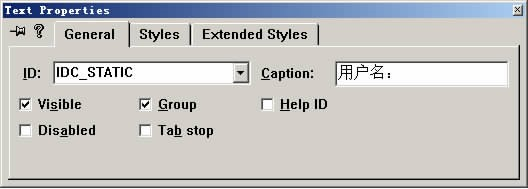 Text Properties
General Styles Extended Styles
ID: IDC_STATIC Caption: 用户名：
Visible Group Help ID
Disabled Tab stop